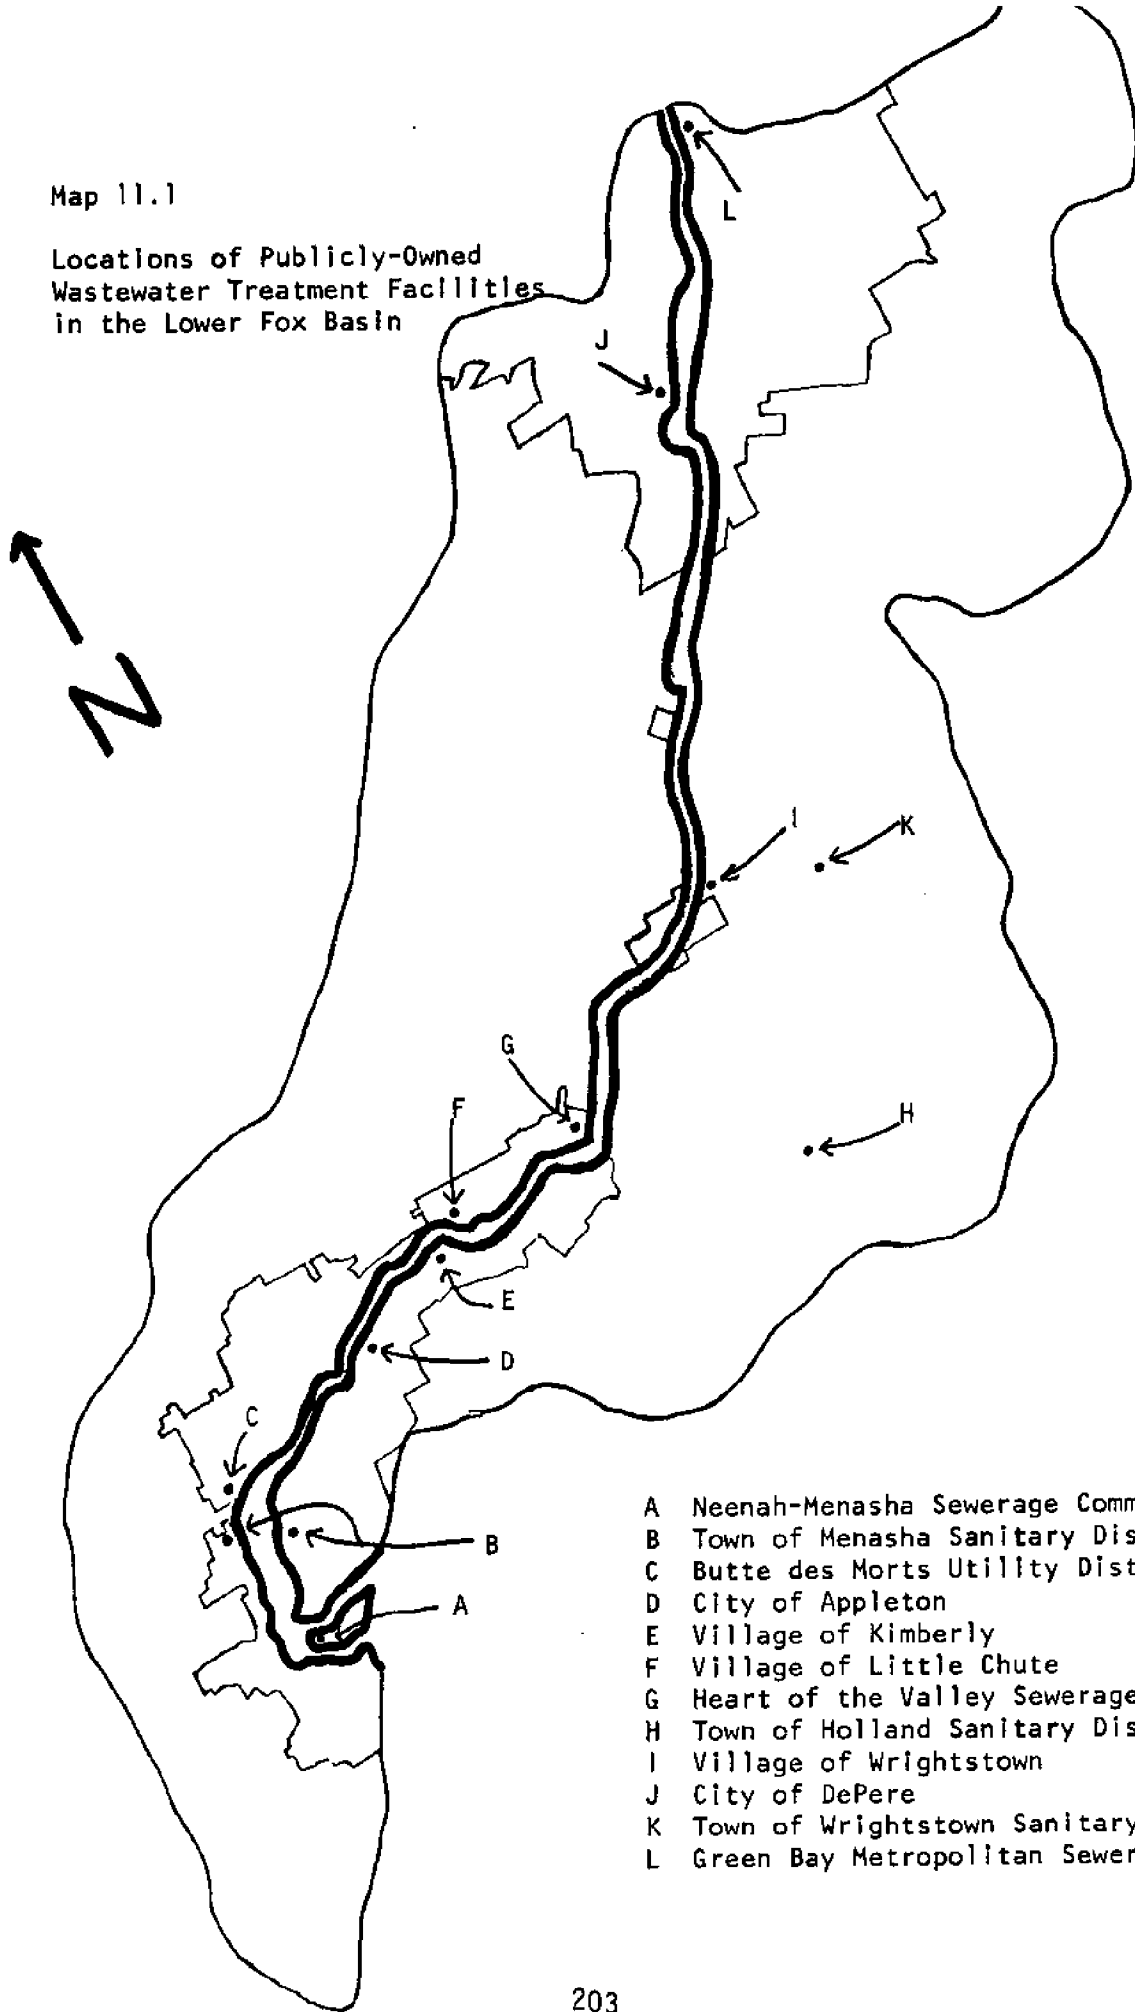 Map 11.1
Locations of Publicly-Owned
Wastewater Treatment Facilities
in the Lower Fox Basin
L
J
N
I
K
G
F
H
E
D
C
B
A
A Neenah-Menasha Sewerage Comm
B Town of Menasha Sanitary Dis
C Butte des Morts Utility Dist
D City of Appleton
E Village of Kimberly
F Village of Little Chute
G Heart of the Valley Sewerage
H Town of Holland Sanitary Dis
I Village of Wrightstown
J City of DePere
K Town of Wrightstown Sanitary
L Green Bay Metropolitan Sewer
203